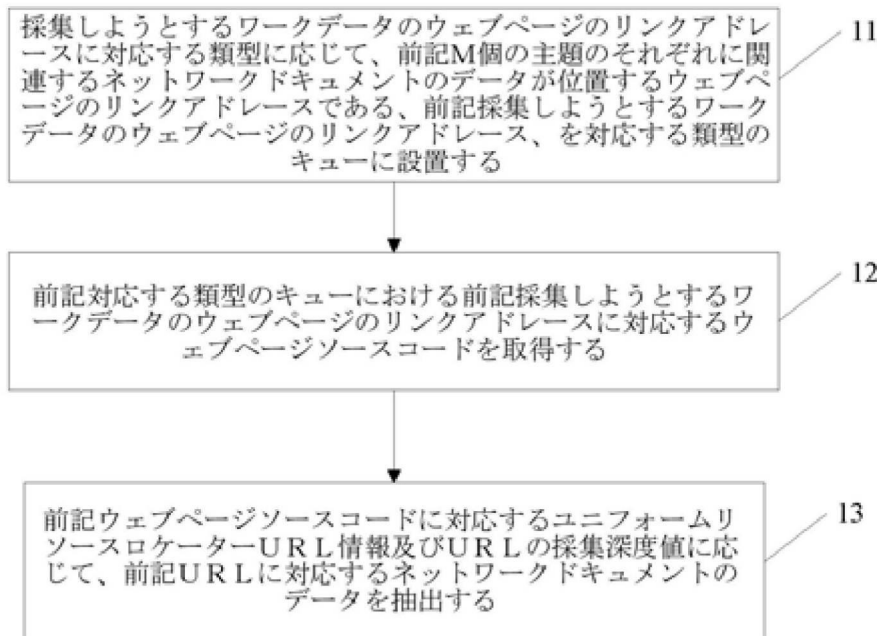 採集しようとするワークデータのウェブページのリンクアドレ
ースに対応する類型に応じて、前記M個の主題のそれぞれに関
連するネットワークドキュメントのデータが位置するウェブペ
ージのリンクアドレースである、前記採集しようとするワーク
データのウェブページのリンクアドレース、を対応する類型の
キューに設置する
11
前記対応する類型のキューにおける前記採集しようとするワ
ークデータのウェブページのリンクアドレースに対応するウ
ェブページソースコードを取得する
12
前記ウェブページソースコードに対応するユニフォームリ
ソースロケーターURL情報及びURLの採集深度値に応
じて、前記URLに対応するネットワークドキュメントの
データを抽出する
13